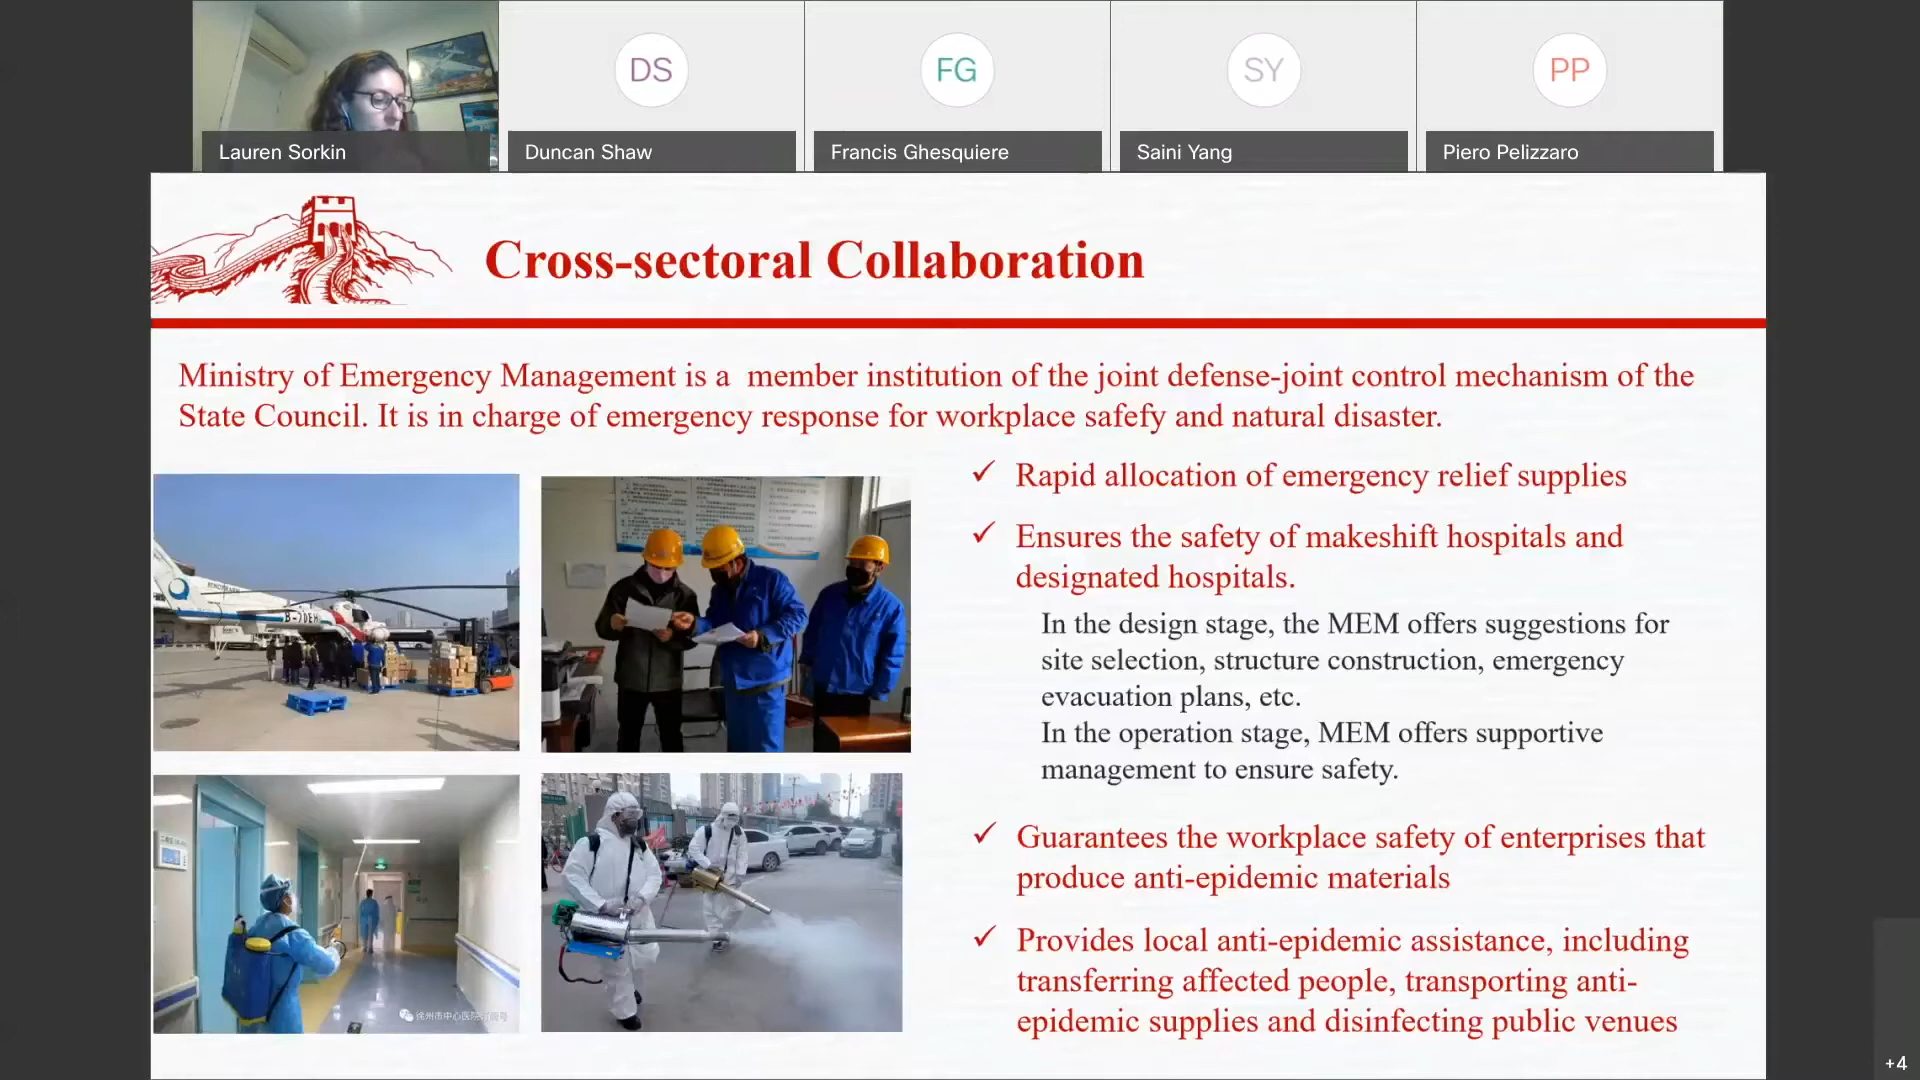 DS
FG
SY
PP
Lauren Sorkin
Duncan Shaw
Francis Ghesquiere
Saini Yang
Piero Pelizzaro
Cross-sectoral Collaboration
Ministry of Emergency Management is a member institution of the joint defense-joint control mechanism of the
State Council. It is in charge of emergency response for workplace safefy and natural disaster.
✓ Rapid allocation of emergency relief supplies
✓ Ensures the safety of makeshift hospitals and
designated hospitals.
In the design stage, the MEM offers suggestions for
site selection, structure construction, emergency
evacuation plans, etc.
In the operation stage, MEM offers supportive
management to ensure safety.
✓ Guarantees the workplace safety of enterprises that
produce anti-epidemic materials
✓ Provides local anti-epidemic assistance, including
transferring affected people, transporting anti-
epidemic supplies and disinfecting public venues
+4